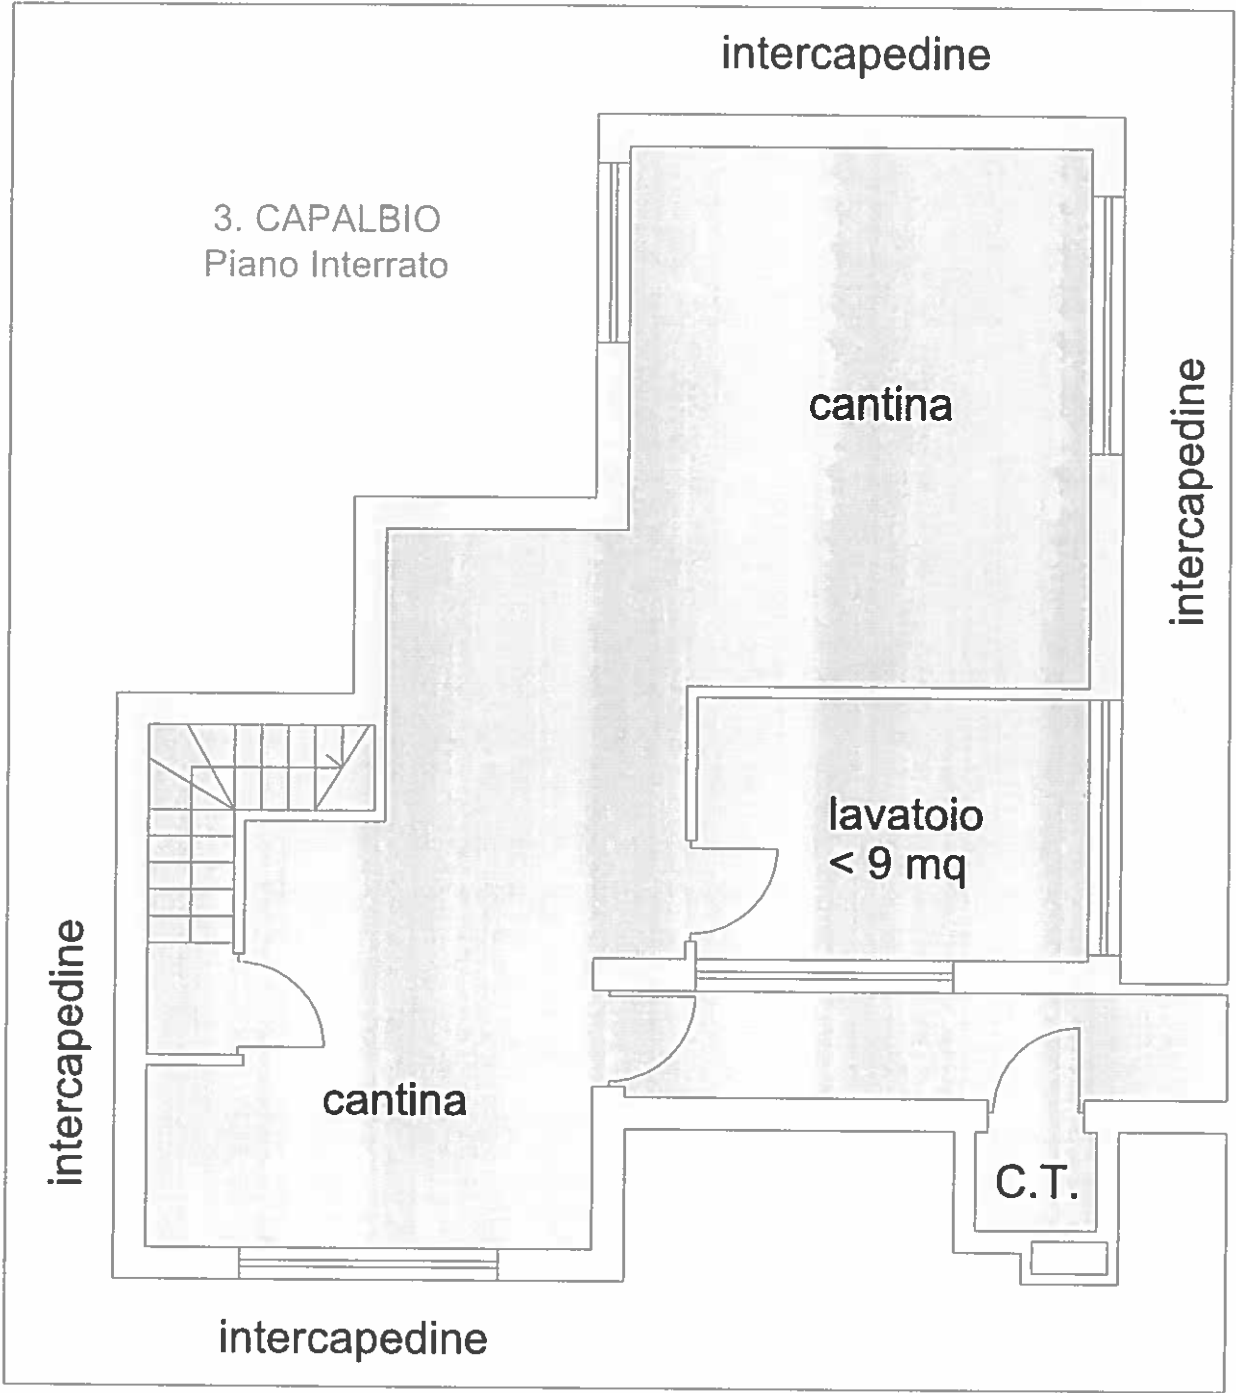 intercapedine
3. CAPALBIO
Piano Interrato
cantina
intercapedine
lavatoio
< 9 mq
intercapedine
cantina
C.T.
intercapedine